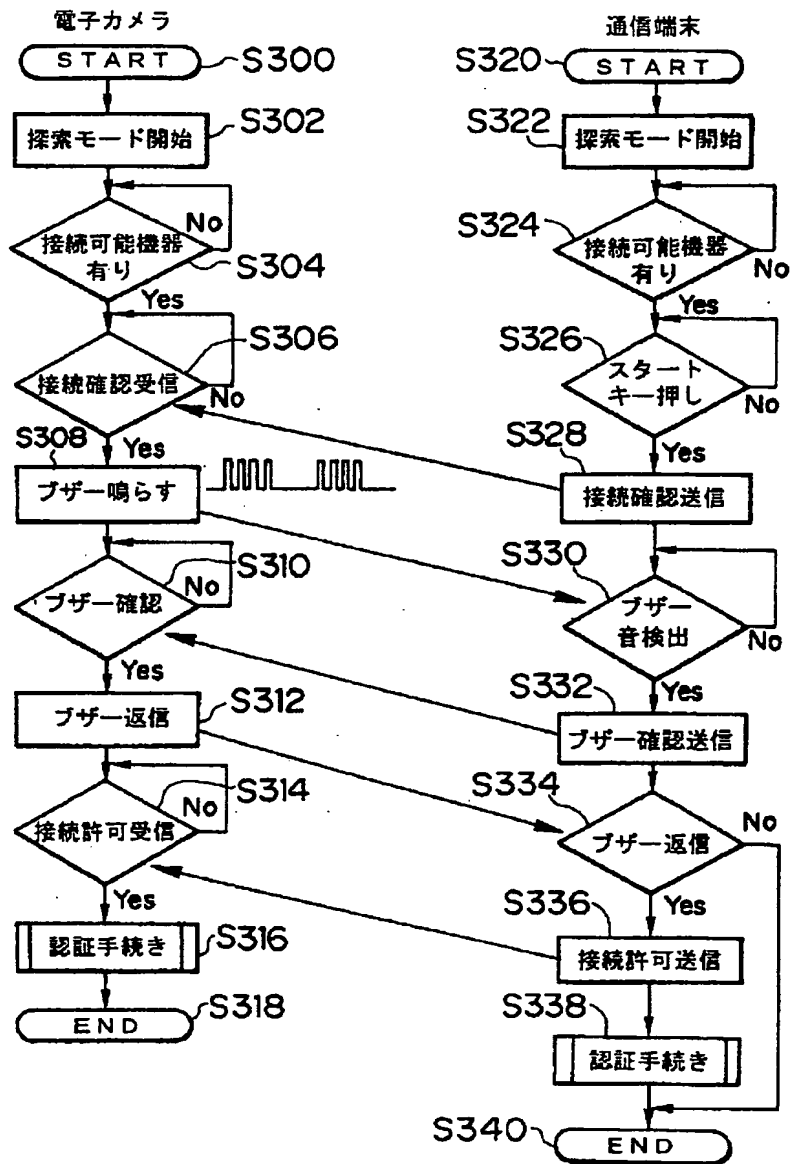 電子カメラ
START
S300
探索モード開始
S302
接続可能機器
有り
No
S304
Yes
接続確認受信
S306
No
Yes
S308
ブザー鳴らす
ブザー確認
S310
No
Yes
ブザー返信
S312
接続許可受信
S314
No
Yes
認証手続き
S316
END
S318
通信端末
S320
START
S322
探索モード開始
S324
接続可能機器
有り
No
Yes
S326
スタート
キー押し
No
Yes
S328
接続確認送信
S330
ブザー
音検出
No
Yes
S332
ブザー確認送信
S334
ブザー返信
No
Yes
S336
接続許可送信
S338
認証手続き
S340
END